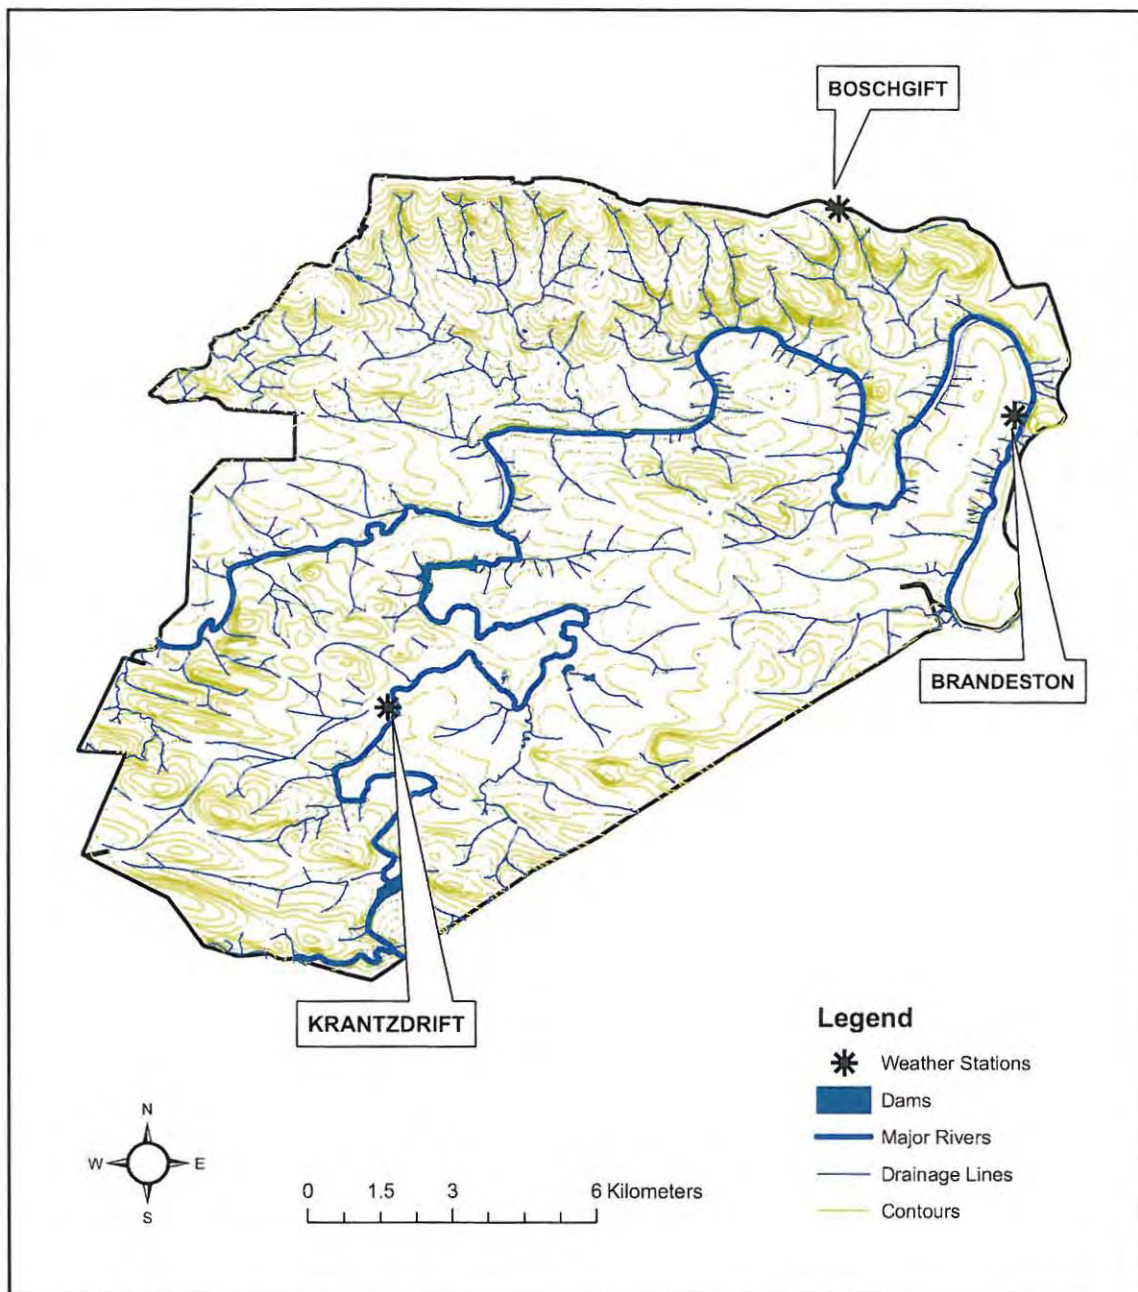 BOSCHGIFT
BRANDESTON
KRANTZDRIFT
Legend
Weather Stations
Dams
Major Rivers
Drainage Lines
Contours
N
W E
S
0 1.5 3 6 Kilometers